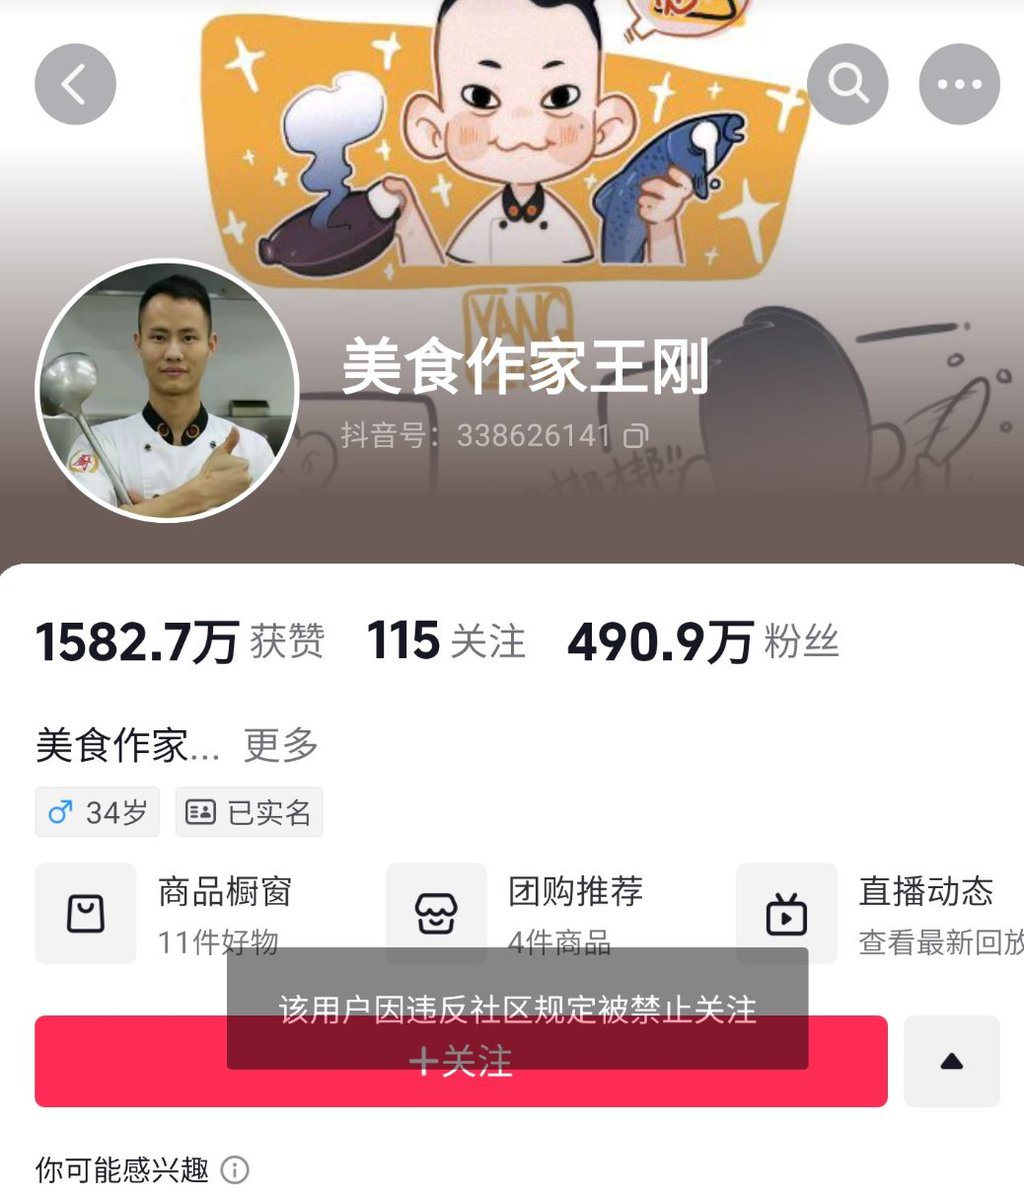 YANG
美食作家王刚
抖音号：338626141
1582.7万 获赞 115 关注 490.9万 粉丝
美食作家... 更多
34岁 已实名
商品橱窗 团购推荐 直播动态
11件好物 4件商品 查看最新回放
该用户因违反社区规定被禁止关注
+关注
你可能感兴趣